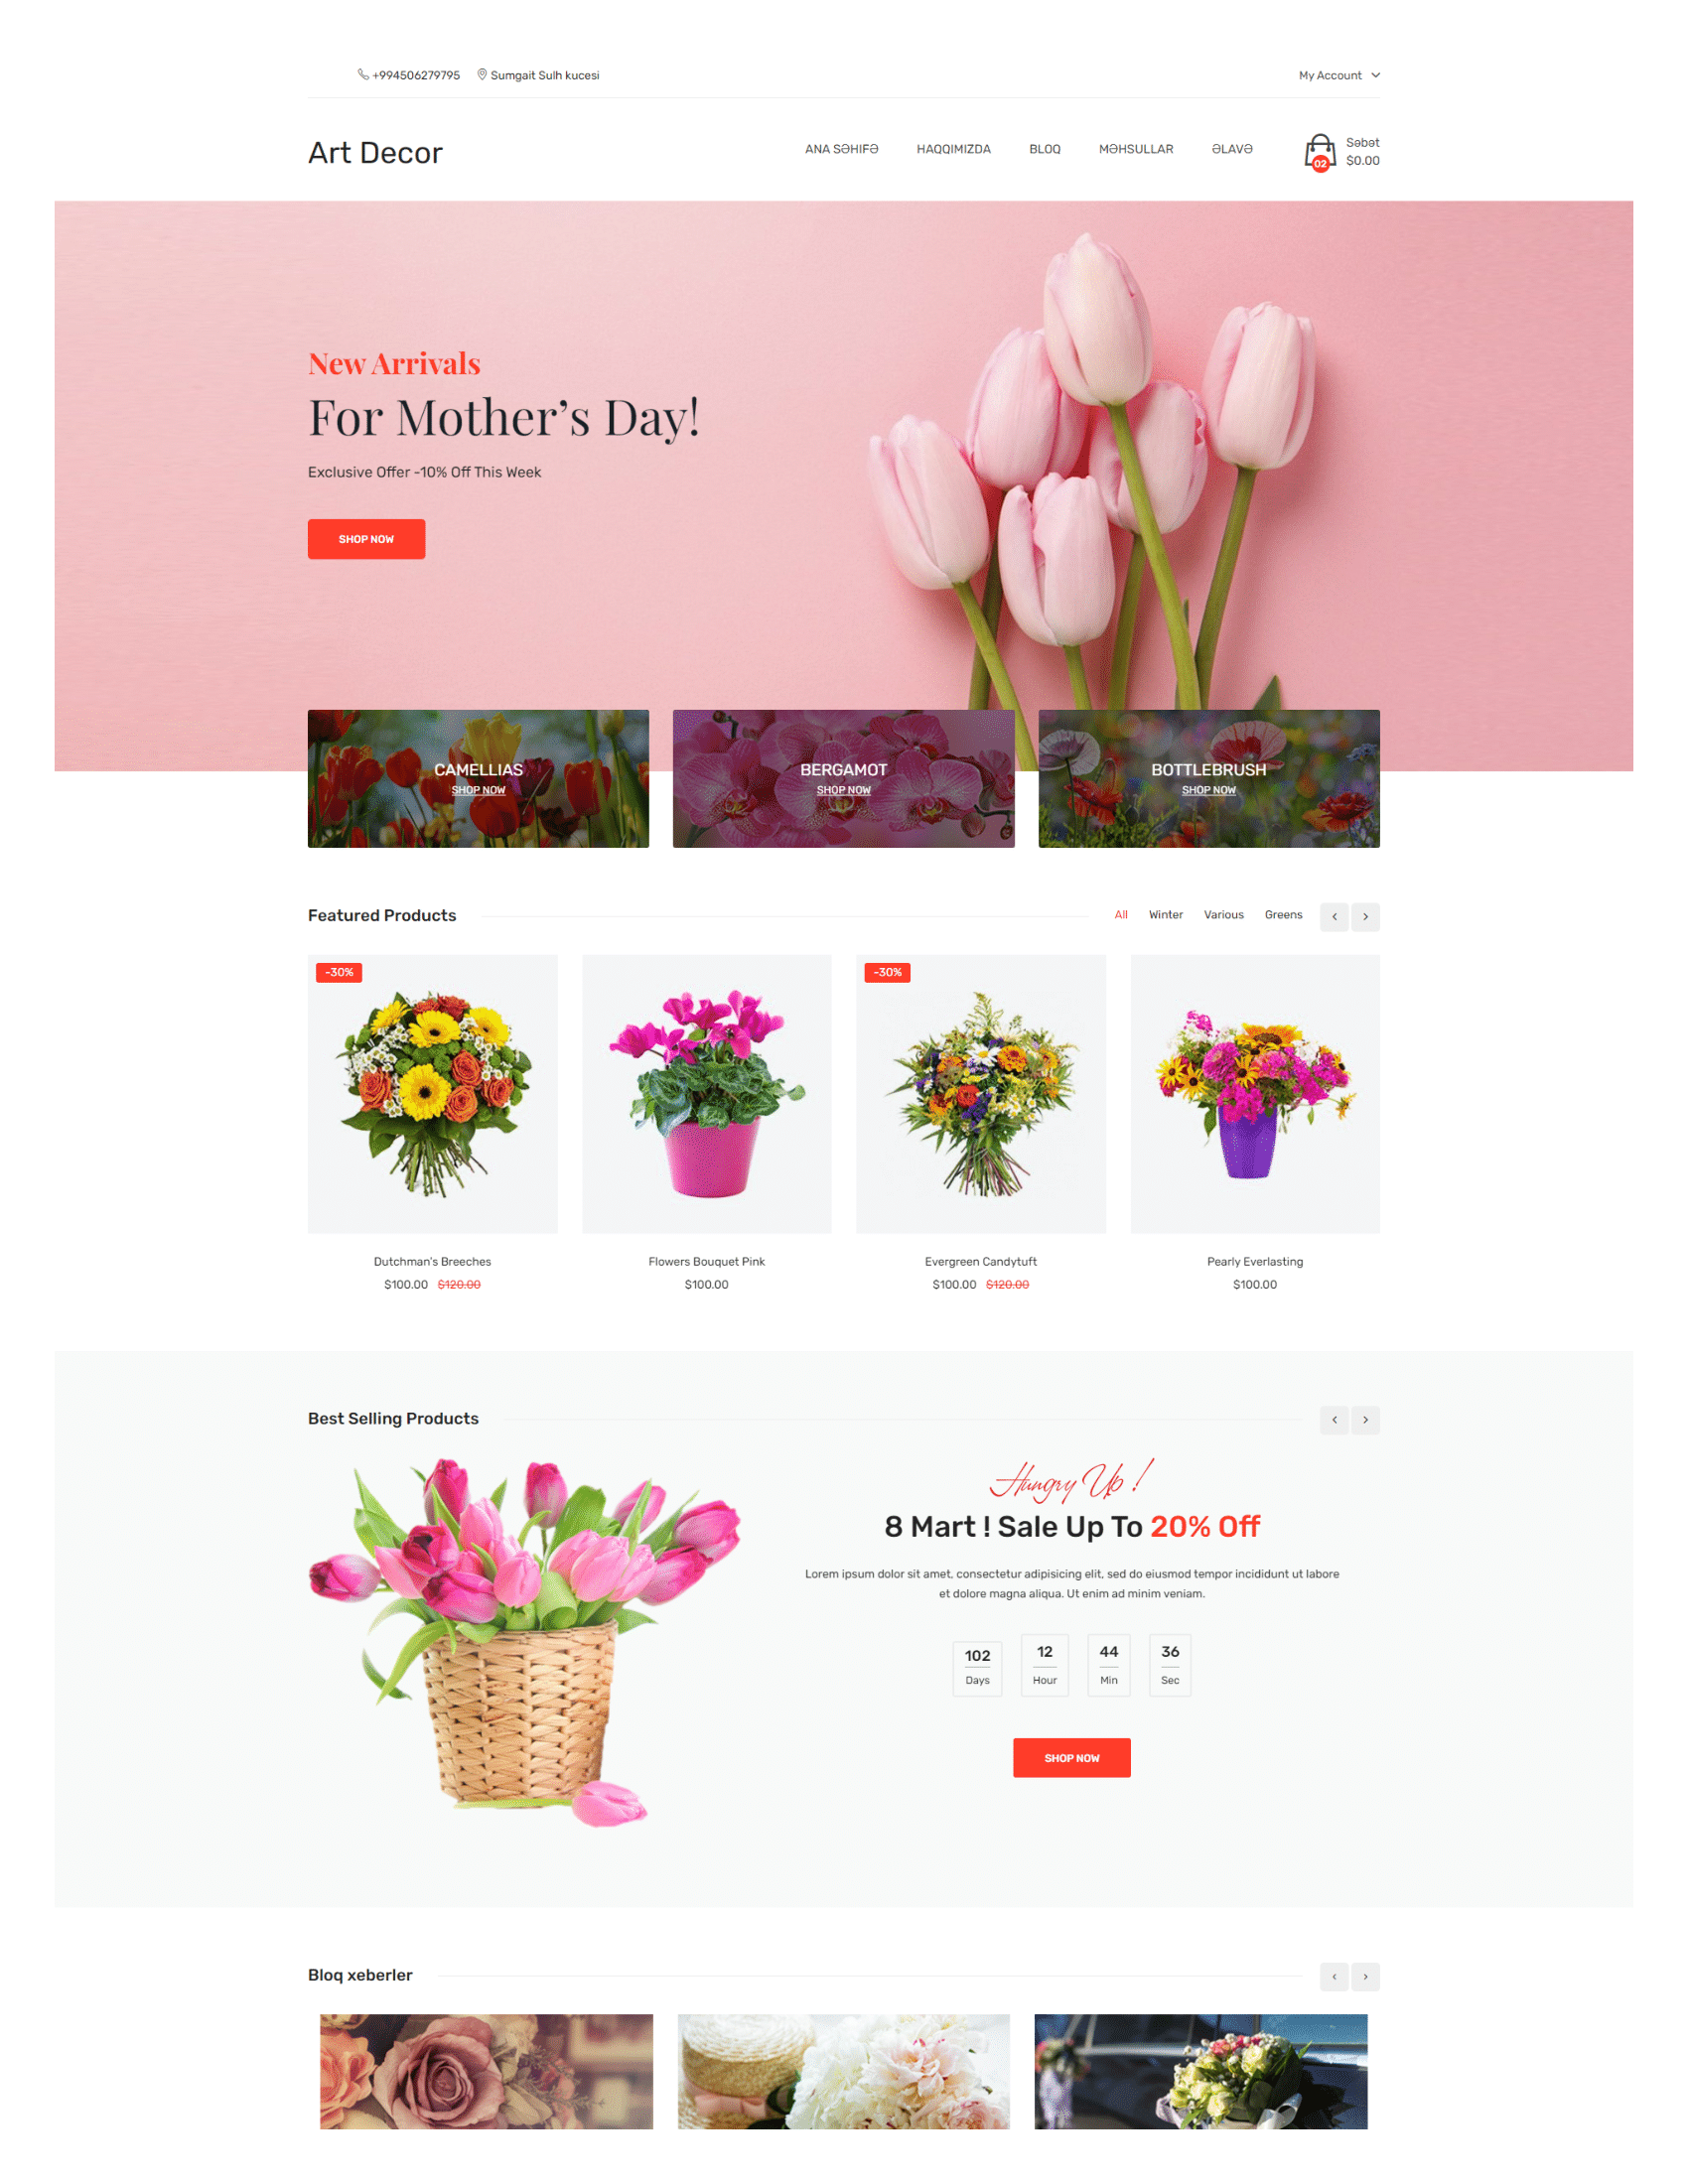 +994506279795 Sumgait Sulh kucesi My Account
Art Decor
ANA SƏHIFƏ HAQQIMIZDA BLOQ MƏHSULLAR ƏLAVƏ
Səbət
$0.00
02
New Arrivals
For Mother’s Day!
Exclusive Offer -10% Off This Week
SHOP NOW
CAMELLIAS
SHOP NOW
BERGAMOT
SHOP NOW
BOTTLEBRUSH
SHOP NOW
Featured Products
All Winter Various Greens
-30%
-30%
Dutchman's Breeches
$100.00 $120.00
Flowers Bouquet Pink
$100.00
Evergreen Candytuft
$100.00 $120.00
Pearly Everlasting
$100.00
Best Selling Products
Hungry Up !
8 Mart ! Sale Up To 20% Off
Lorem ipsum dolor sit amet, consectetur adipisicing elit, sed do eiusmod tempor incididunt ut labore
et dolore magna aliqua. Ut enim ad minim veniam.
102 12 44 36
Days Hour Min Sec
SHOP NOW
Bloq xeberler